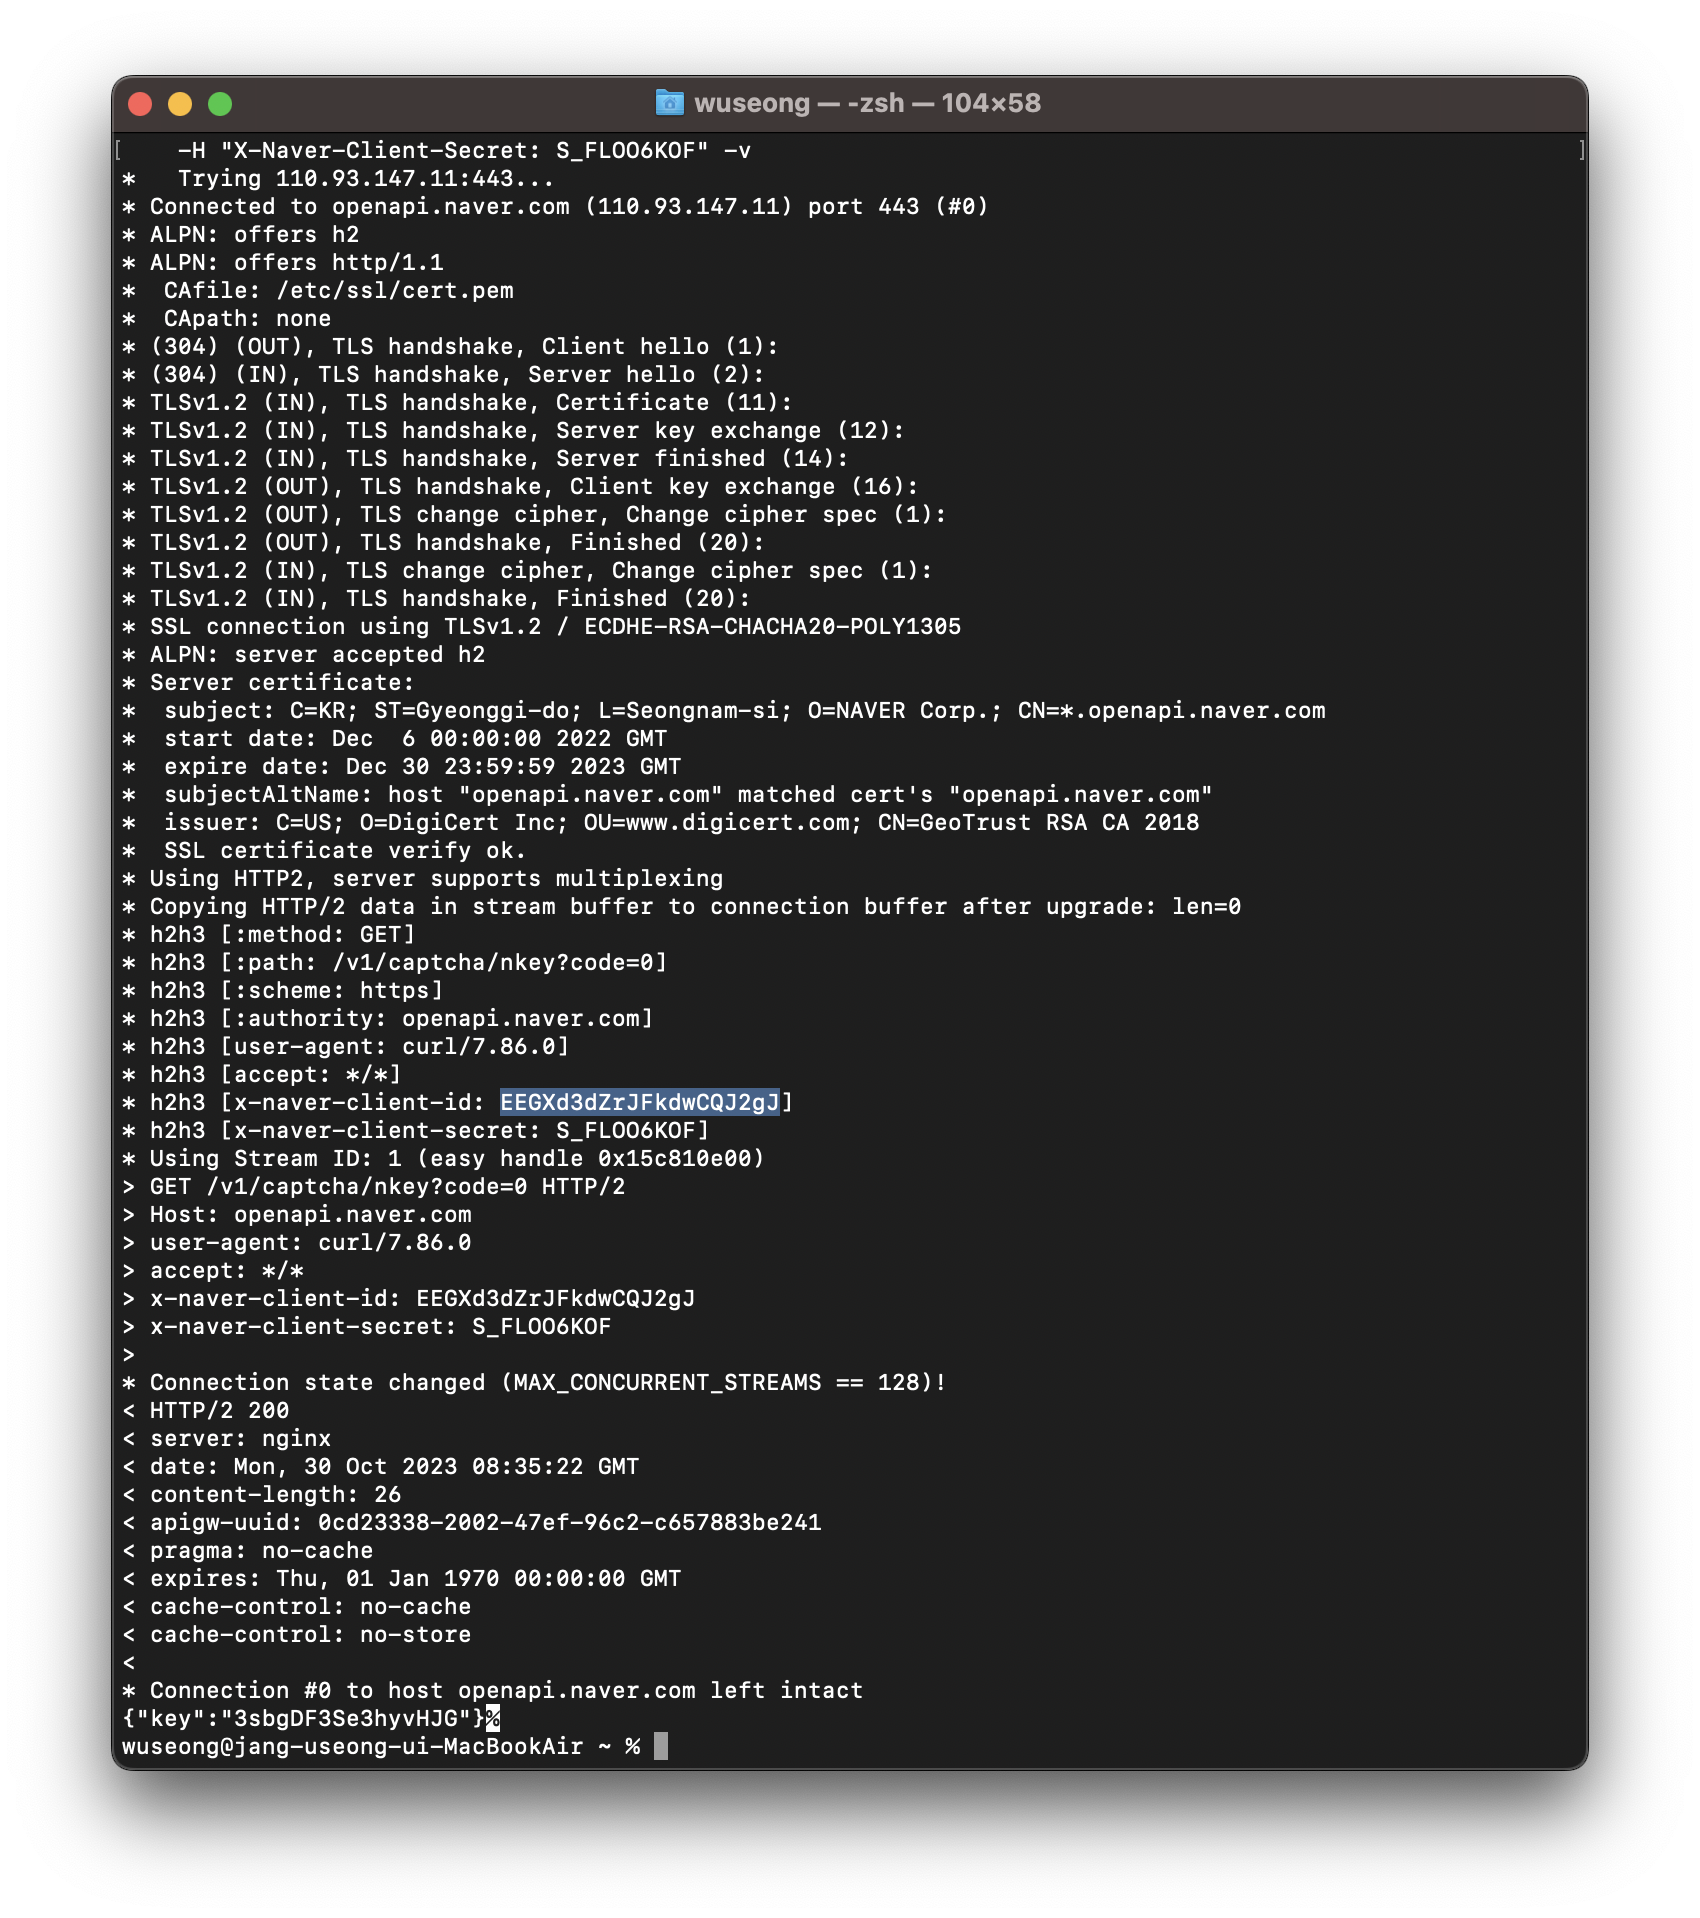 wuseong — -zsh — 104×58
[    -H "X-Naver-Client-Secret: S_FLOO6KOF" -v ]
*   Trying 110.93.147.11:443...
* Connected to openapi.naver.com (110.93.147.11) port 443 (#0)
* ALPN: offers h2
* ALPN: offers http/1.1
*  CAfile: /etc/ssl/cert.pem
*  CApath: none
* (304) (OUT), TLS handshake, Client hello (1):
* (304) (IN), TLS handshake, Server hello (2):
* TLSv1.2 (IN), TLS handshake, Certificate (11):
* TLSv1.2 (IN), TLS handshake, Server key exchange (12):
* TLSv1.2 (IN), TLS handshake, Server finished (14):
* TLSv1.2 (OUT), TLS handshake, Client key exchange (16):
* TLSv1.2 (OUT), TLS change cipher, Change cipher spec (1):
* TLSv1.2 (OUT), TLS handshake, Finished (20):
* TLSv1.2 (IN), TLS change cipher, Change cipher spec (1):
* TLSv1.2 (IN), TLS handshake, Finished (20):
* SSL connection using TLSv1.2 / ECDHE-RSA-CHACHA20-POLY1305
* ALPN: server accepted h2
* Server certificate:
*  subject: C=KR; ST=Gyeonggi-do; L=Seongnam-si; O=NAVER Corp.; CN=*.openapi.naver.com
*  start date: Dec  6 00:00:00 2022 GMT
*  expire date: Dec 30 23:59:59 2023 GMT
*  subjectAltName: host "openapi.naver.com" matched cert's "openapi.naver.com"
*  issuer: C=US; O=DigiCert Inc; OU=www.digicert.com; CN=GeoTrust RSA CA 2018
*  SSL certificate verify ok.
* Using HTTP2, server supports multiplexing
* Copying HTTP/2 data in stream buffer to connection buffer after upgrade: len=0
* h2h3 [:method: GET]
* h2h3 [:path: /v1/captcha/nkey?code=0]
* h2h3 [:scheme: https]
* h2h3 [:authority: openapi.naver.com]
* h2h3 [user-agent: curl/7.86.0]
* h2h3 [accept: */*]
* h2h3 [x-naver-client-id: EEGXd3dZrJFkdwCQJ2gJ]
* h2h3 [x-naver-client-secret: S_FLOO6KOF]
* Using Stream ID: 1 (easy handle 0x15c810e00)
> GET /v1/captcha/nkey?code=0 HTTP/2
> Host: openapi.naver.com
> user-agent: curl/7.86.0
> accept: */*
> x-naver-client-id: EEGXd3dZrJFkdwCQJ2gJ
> x-naver-client-secret: S_FLOO6KOF
>
* Connection state changed (MAX_CONCURRENT_STREAMS == 128)!
< HTTP/2 200
< server: nginx
< date: Mon, 30 Oct 2023 08:35:22 GMT
< content-length: 26
< apigw-uuid: 0cd23338-2002-47ef-96c2-c657883be241
< pragma: no-cache
< expires: Thu, 01 Jan 1970 00:00:00 GMT
< cache-control: no-cache
< cache-control: no-store
<
* Connection #0 to host openapi.naver.com left intact
{"key":"3sbgDF3Se3hyvHJG"}%
wuseong@jang-useong-ui-MacBookAir ~ %